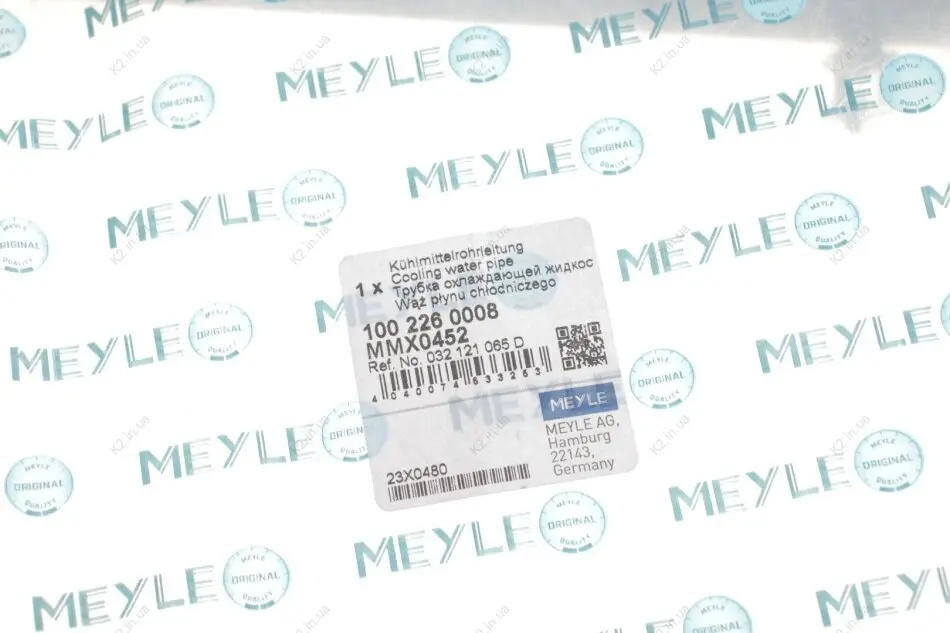 Kühlmittelrohrleitung
Cooling water pipe
1 x Трубка охлаждающей жидкос
Wąż płynu chłodniczego
100 226 0008
MMX0452
Ref. No. 032 121 065 D
4 040074 633263
MEYLE
MEYLE AG,
Hamburg
22143,
Germany
23X0480
MEYLE
MEYLE ORIGINAL QUALITY
K2.in.ua